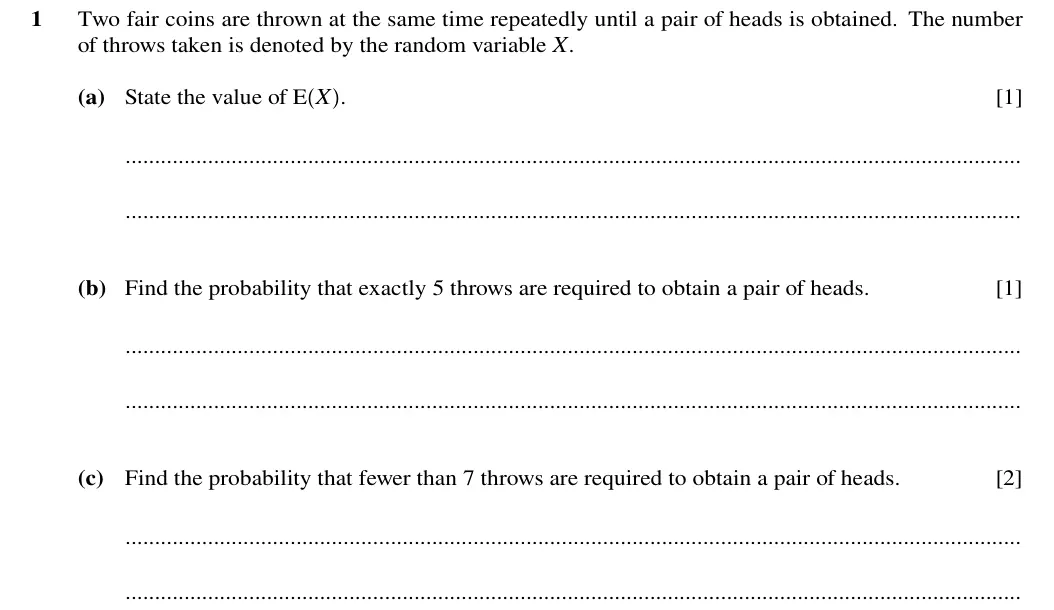 1 Two fair coins are thrown at the same time repeatedly until a pair of heads is obtained. The number
of throws taken is denoted by the random variable X.
(a) State the value of E(X). [1]
(b) Find the probability that exactly 5 throws are required to obtain a pair of heads. [1]
(c) Find the probability that fewer than 7 throws are required to obtain a pair of heads. [2]